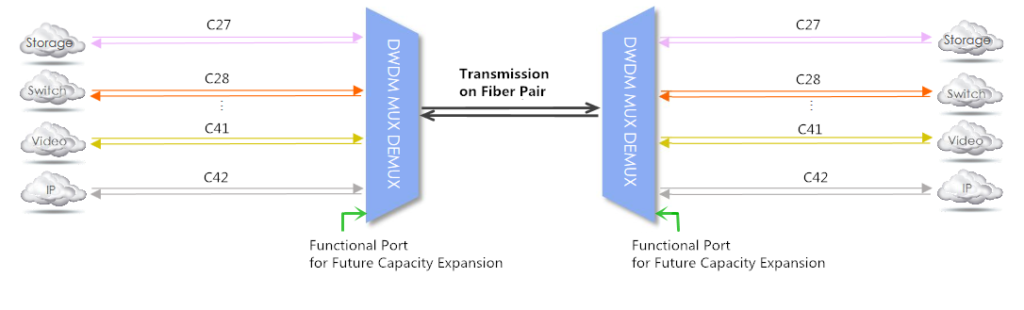 C27
Storage
C28
Switch
⋮
C41
Video
C42
IP
DWDM MUX DEMUX
Functional Port
for Future Capacity Expansion
Transmission
on Fiber Pair
DWDM MUX DEMUX
C27
Storage
C28
Switch
⋮
C41
Video
C42
IP
Functional Port
for Future Capacity Expansion